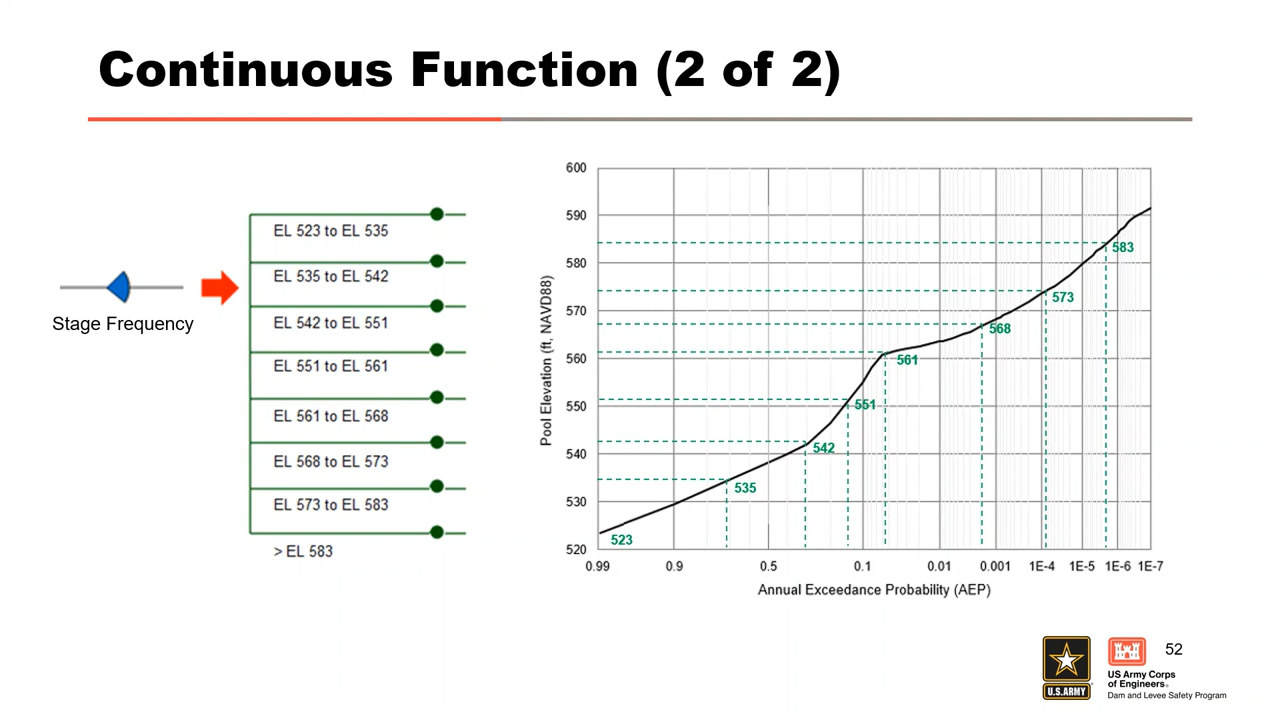 Continuous Function (2 of 2)
Stage Frequency
EL 523 to EL 535
EL 535 to EL 542
EL 542 to EL 551
EL 551 to EL 561
EL 561 to EL 568
EL 568 to EL 573
EL 573 to EL 583
> EL 583
Pool Elevation (ft, NAVD88)
600
590
580
570
560
550
540
530
520
583
573
568
561
551
542
535
523
0.99 0.9 0.5 0.1 0.01 0.001 1E-4 1E-5 1E-6 1E-7
Annual Exceedance Probability (AEP)
U.S.ARMY
US Army Corps
of Engineers®
Dam and Levee Safety Program
52